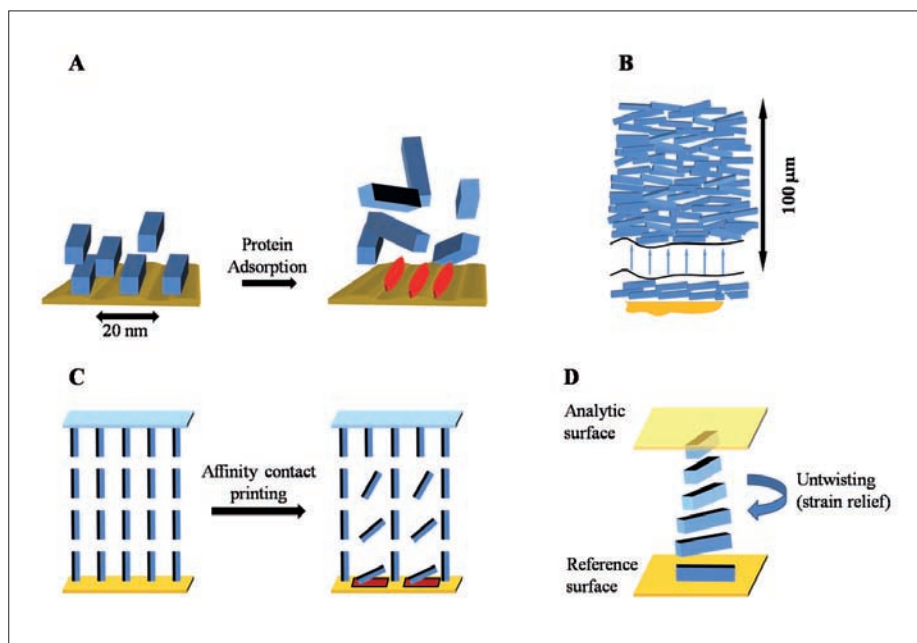 A
Protein
Adsorption
20 nm
B
100 μm
C
Affinity contact
printing
D
Analytic
surface
Untwisting
(strain relief)
Reference
surface